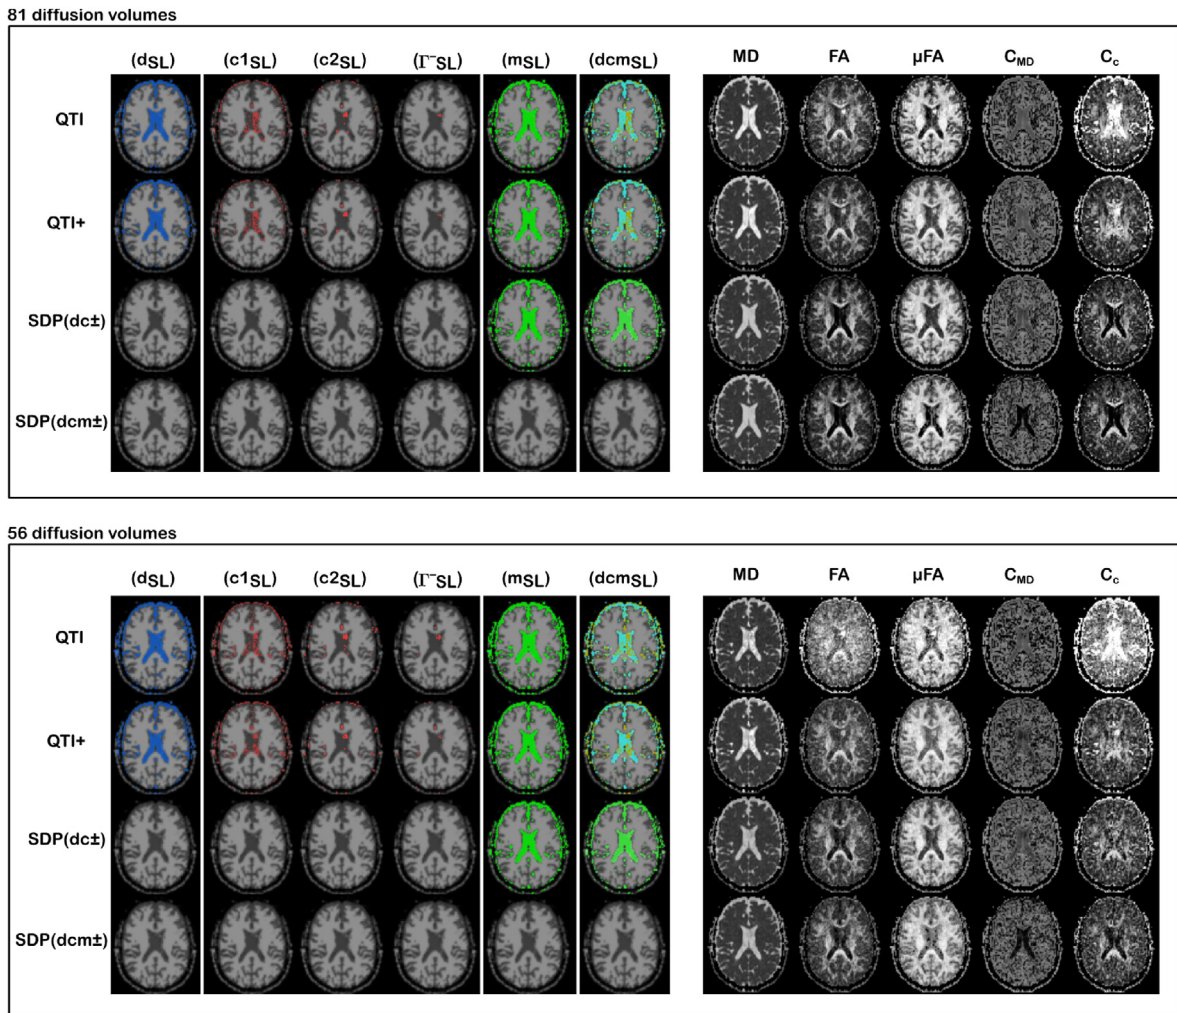 81 diffusion volumes
(dSL) (c1SL) (c2SL) (Γ⁻SL) (mSL) (dcmSL) MD FA µFA CMD Cc
QTI
QTI+
SDP(dc±)
SDP(dcm±)
56 diffusion volumes
(dSL) (c1SL) (c2SL) (Γ⁻SL) (mSL) (dcmSL) MD FA µFA CMD Cc
QTI
QTI+
SDP(dc±)
SDP(dcm±)